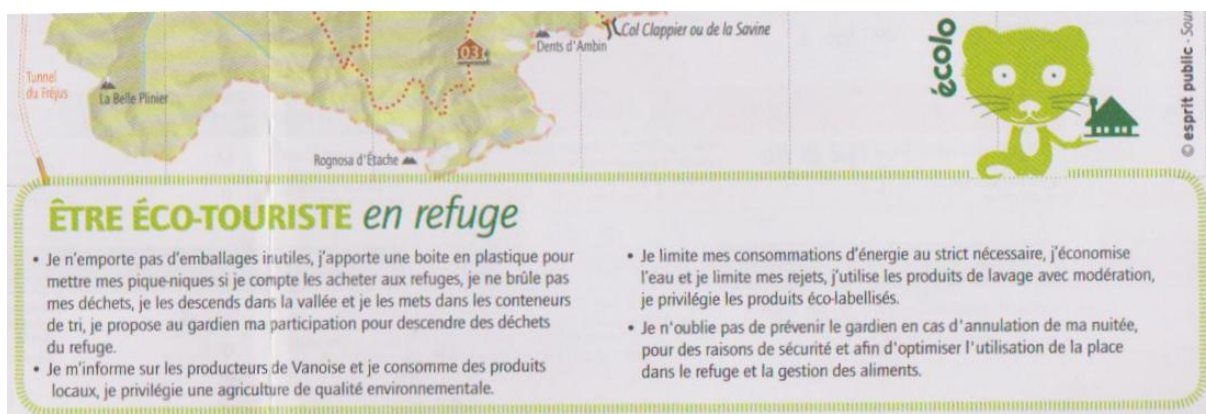 Col Clappier ou de la Savine
Dents d'Ambin
03
Tunnel
du Fréjus
La Belle Plinier
Rognosa d'Étache
écolo
© esprit public - Sour
ÊTRE ÉCO-TOURISTE en refuge
• Je n'emporte pas d'emballages inutiles, j'apporte une boite en plastique pour
mettre mes pique-niques si je compte les acheter aux refuges, je ne brûle pas
mes déchets, je les descends dans la vallée et je les mets dans les conteneurs
de tri, je propose au gardien ma participation pour descendre des déchets
du refuge.
• Je m'informe sur les producteurs de Vanoise et je consomme des produits
locaux, je privilégie une agriculture de qualité environnementale.
• Je limite mes consommations d'énergie au strict nécessaire, j'économise
l'eau et je limite mes rejets, j'utilise les produits de lavage avec modération,
je privilégie les produits éco-labellisés.
• Je n'oublie pas de prévenir le gardien en cas d'annulation de ma nuitée,
pour des raisons de sécurité et afin d'optimiser l'utilisation de la place
dans le refuge et la gestion des aliments.